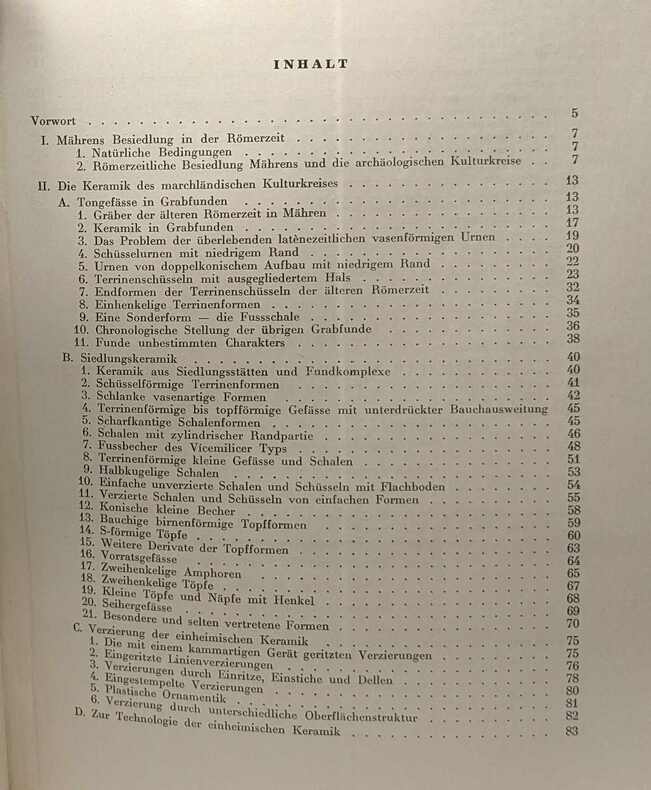 INHALT
Vorwort . . . . . . . . . . 5
I. Mährens Besiedlung in der Römerzeit . . . . . . . . . . 7
1. Natürliche Bedingungen . . . . . . . . . . 7
2. Römerzeitliche Besiedlung Mährens und die archäologischen Kulturkreise . . 7
II. Die Keramik des marchländischen Kulturkreises . . . . . . . . . . 13
A. Tongefässe in Grabfunden . . . . . . . . . . 13
1. Gräber der älteren Römerzeit in Mähren . . . . . . . . . . 13
2. Keramik in Grabfunden . . . . . . . . . . 17
3. Das Problem der überlebenden latènezeitlichen vasenförmigen Urnen . . . . . 19
4. Schüsselurnen mit niedrigem Rand . . . . . . . . . . 20
5. Urnen von doppelkonischem Aufbau mit niedrigem Rand . . . . . . . . . . 22
6. Terrinenschüsseln mit ausgegliedertem Hals . . . . . . . . . . 23
7. Endformen der Terrinenschüsseln der älteren Römerzeit . . . . . . . . . . 32
8. Einhenkelige Terrinenformen . . . . . . . . . . 34
9. Eine Sonderform — die Fussschale . . . . . . . . . . 35
10. Chronologische Stellung der übrigen Grabfunde . . . . . . . . . . 36
11. Funde unbestimmten Charakters . . . . . . . . . . 38
B. Siedlungskeramik . . . . . . . . . . 40
1. Keramik aus Siedlungsstätten und Fundkomplexe . . . . . . . . . . 40
2. Schüsselförmige Terrinenformen . . . . . . . . . . 41
3. Schlanke vasenartige Formen . . . . . . . . . . 42
4. Terrinenförmige bis topfförmige Gefässe mit unterdrückter Bauchausweitung 45
5. Scharfkantige Schalenformen . . . . . . . . . . 45
6. Schalen mit zylindrischer Randpartie . . . . . . . . . . 46
7. Fussbecher des Vícemilicer Typs . . . . . . . . . . 48
8. Terrinenförmige kleine Gefässe und Schalen . . . . . . . . . . 51
9. Halbkugelige Schalen . . . . . . . . . . 53
10. Einfache unverzierte Schalen und Schüsseln mit Flachboden . . . . . . . . . . 54
11. Verzierte Schalen und Schüsseln von einfachen Formen . . . . . . . . . . 55
12. Konische kleine Becher . . . . . . . . . . 58
13. Bauchige birnenförmige Topfformen . . . . . . . . . . 59
14. S-förmige Töpfe . . . . . . . . . . 60
15. Weitere Derivate der Topfformen . . . . . . . . . . 63
16. Vorratsgefässe . . . . . . . . . . 64
17. Zweihenkelige Amphoren . . . . . . . . . . 65
18. Zweihenkelige Töpfe . . . . . . . . . . 67
19. Kleine Töpfe und Näpfe mit Henkel . . . . . . . . . . 68
20. Seihergefässe . . . . . . . . . . 69
21. Besondere und selten vertretene Formen . . . . . . . . . . 70
C. Verzierung der einheimischen Keramik . . . . . . . . . . 75
1. Die mit einem kammartigen Gerät geritzten Verzierungen . . . . . . . . . . 75
2. Eingeritzte Linienverzierungen . . . . . . . . . . 76
3. Verzierungen durch Einritze, Einstiche und Dellen . . . . . . . . . . 78
4. Eingestempelte Verzierungen . . . . . . . . . . 80
5. Plastische Ornamentik . . . . . . . . . . 81
6. Verzierung durch unterschiedliche Oberflächenstruktur . . . . . . . . . . 82
D. Zur Technologie der einheimischen Keramik . . . . . . . . . . 83